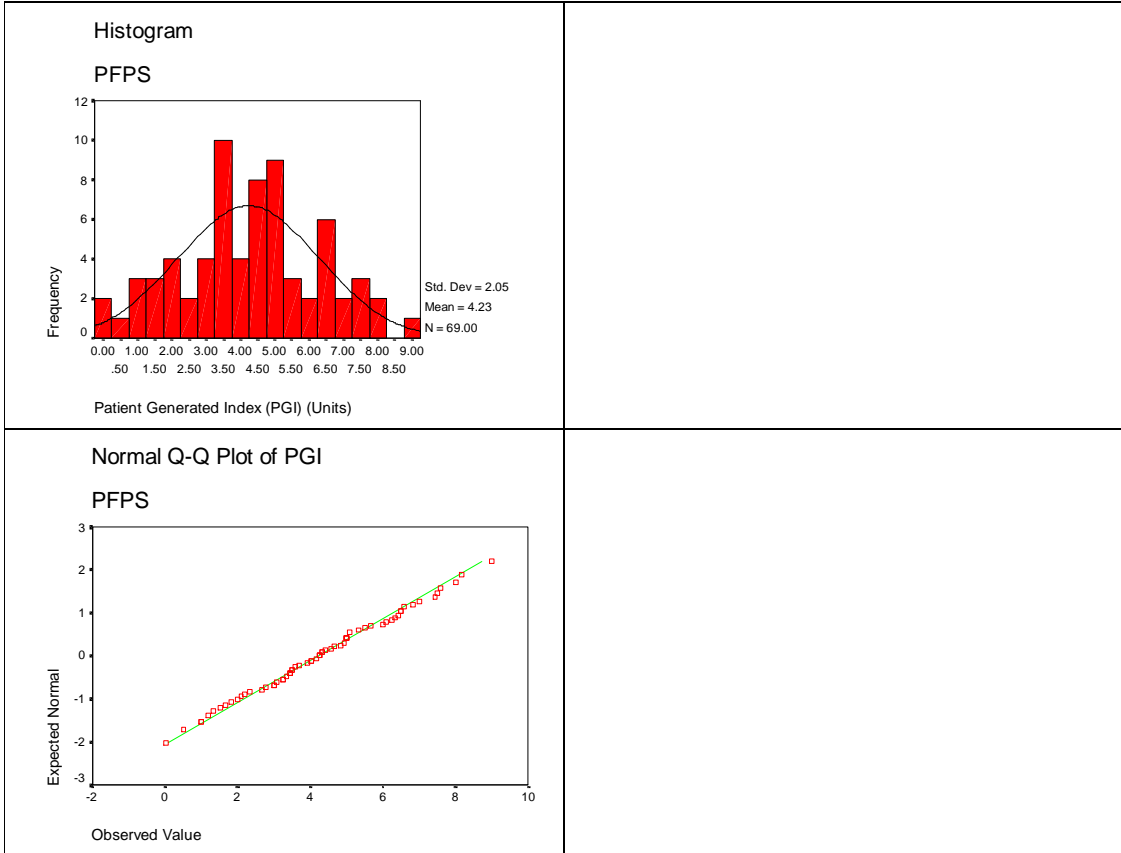 Histogram
PFPS
12
10
8
6
4
2
0
Frequency
Std. Dev = 2.05
Mean = 4.23
N = 69.00
0.00 1.00 2.00 3.00 4.00 5.00 6.00 7.00 8.00 9.00
.50 1.50 2.50 3.50 4.50 5.50 6.50 7.50 8.50
Patient Generated Index (PGI) (Units)
Normal Q-Q Plot of PGI
PFPS
3
2
1
0
-1
-2
-3
Expected Normal
-2 0 2 4 6 8 10
Observed Value